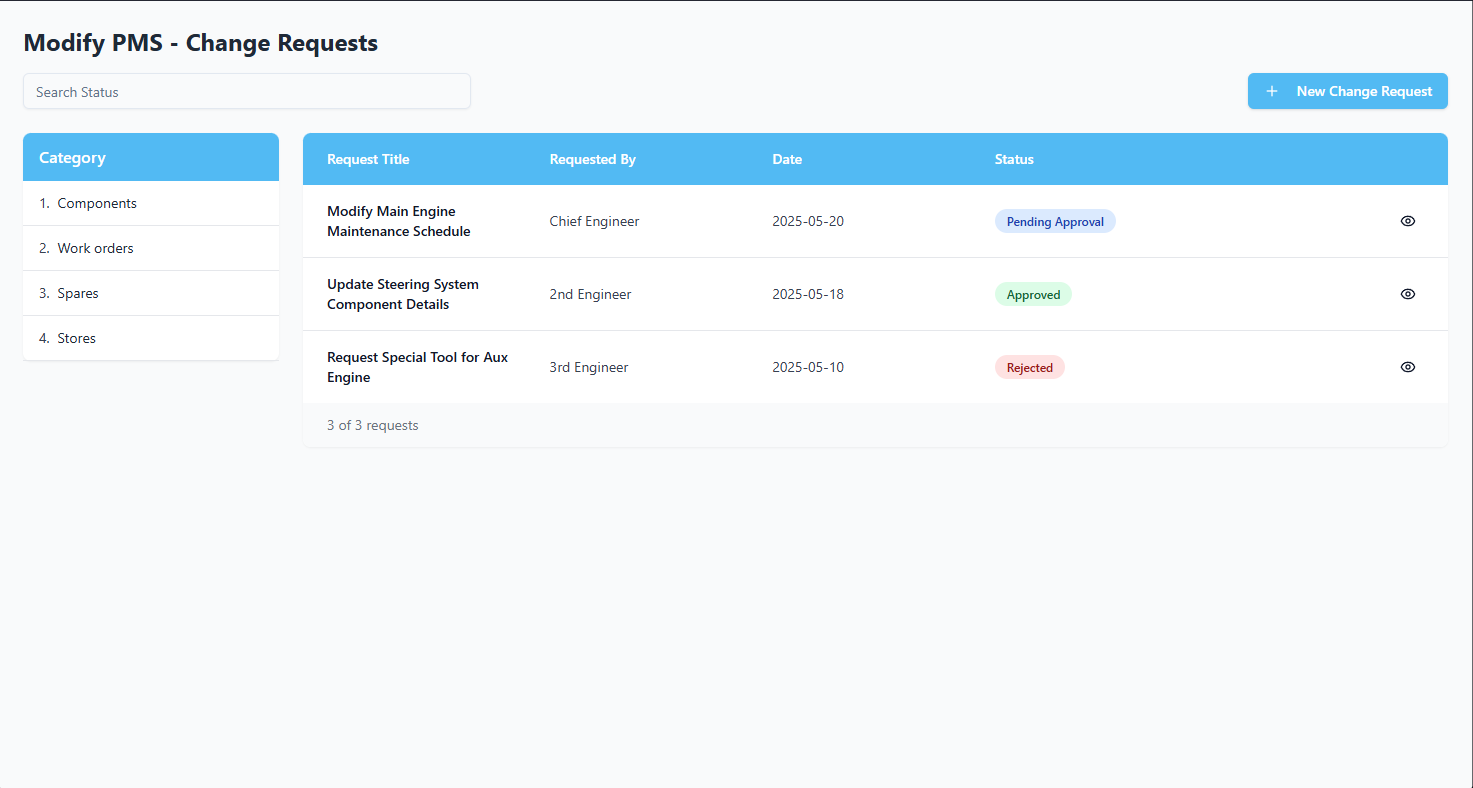 Modify PMS - Change Requests
Search Status
New Change Request
Category
1. Components
2. Work orders
3. Spares
4. Stores
Request Title Requested By Date Status
Modify Main Engine
Maintenance Schedule
Chief Engineer 2025-05-20 Pending Approval
Update Steering System
Component Details
2nd Engineer 2025-05-18 Approved
Request Special Tool for Aux
Engine
3rd Engineer 2025-05-10 Rejected
3 of 3 requests